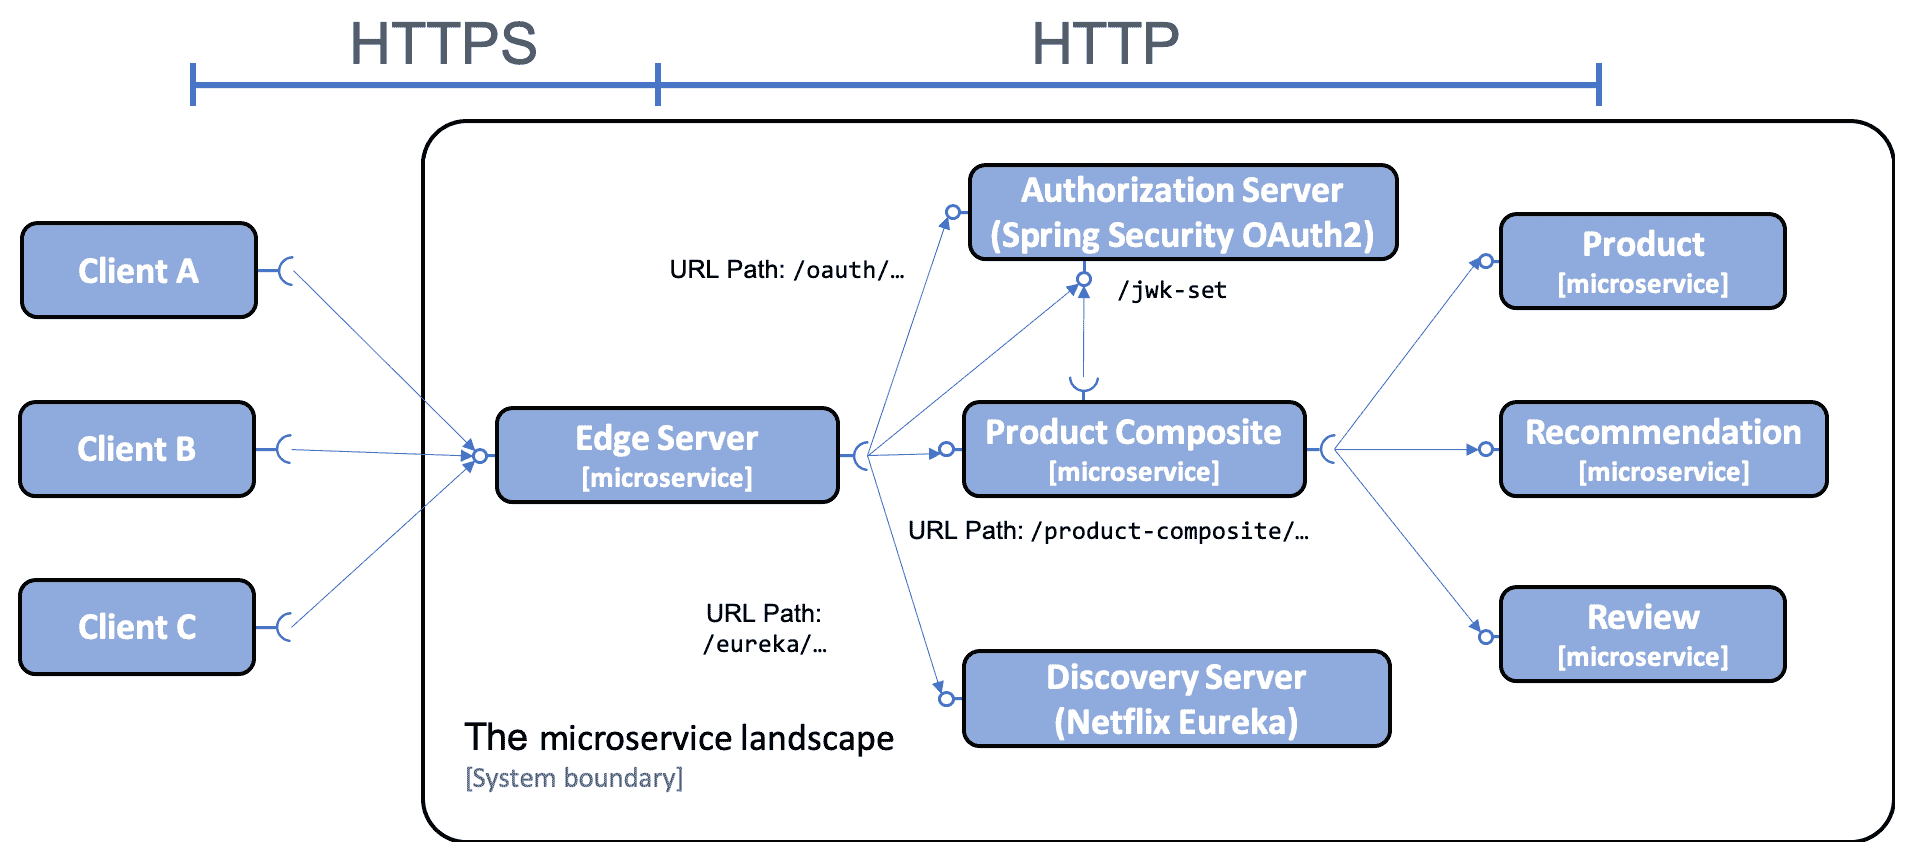 HTTPS
HTTP
Authorization Server
(Spring Security OAuth2)
Product
[microservice]
Client A
URL Path: /oauth/…
/jwk-set
Client B
Edge Server
[microservice]
Product Composite
[microservice]
Recommendation
[microservice]
URL Path: /product-composite/…
Client C
URL Path:
/eureka/…
Review
[microservice]
Discovery Server
(Netflix Eureka)
The microservice landscape
[System boundary]